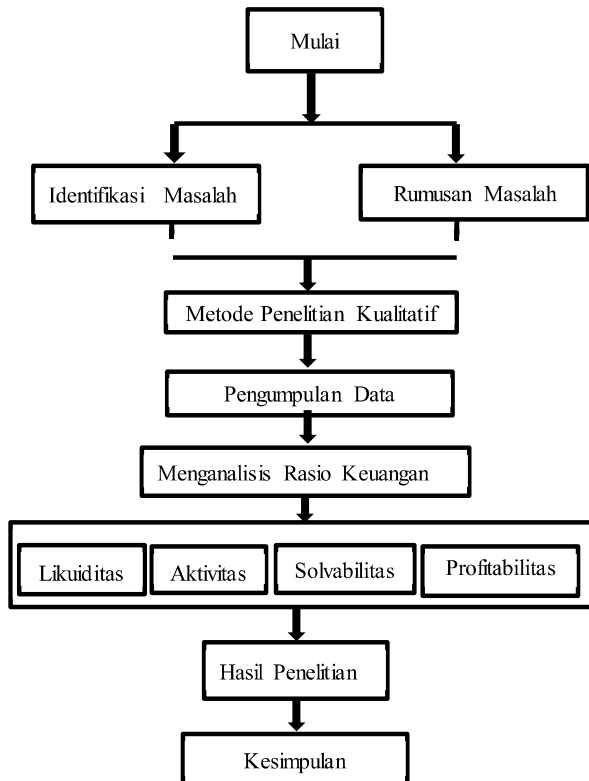 Mulai
Identifikasi Masalah
Rumusan Masalah
Metode Penelitian Kualitatif
Pengumpulan Data
Menganalisis Rasio Keuangan
Likuiditas
Aktivitas
Solvabilitas
Profitabilitas
Hasil Penelitian
Kesimpulan